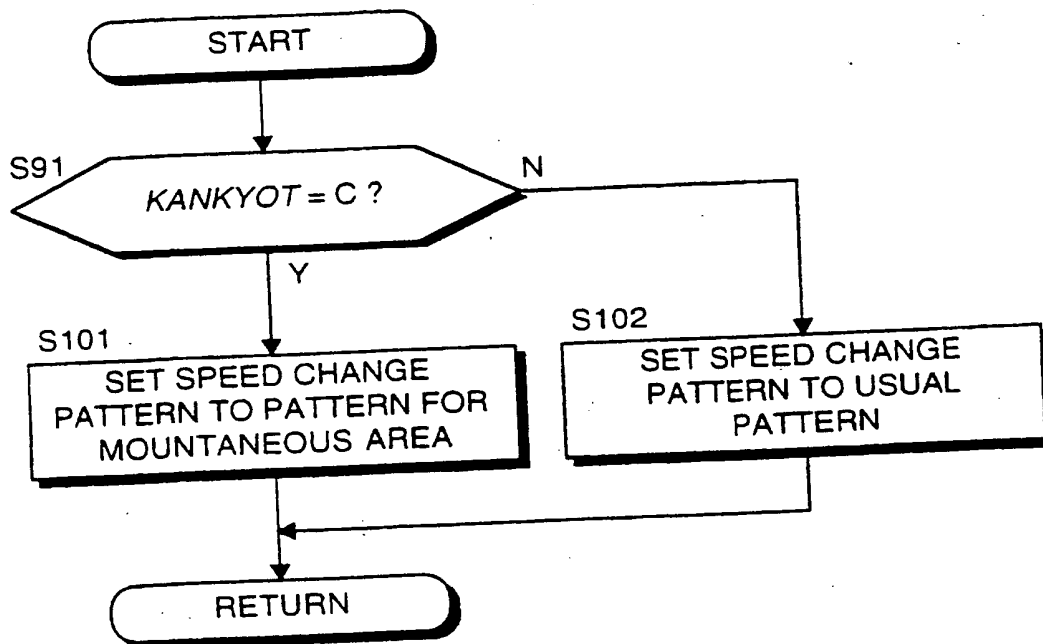 START
S91
KANKYOT = C ?
N
Y
S101
SET SPEED CHANGE
PATTERN TO PATTERN FOR
MOUNTANEOUS AREA
S102
SET SPEED CHANGE
PATTERN TO USUAL
PATTERN
RETURN